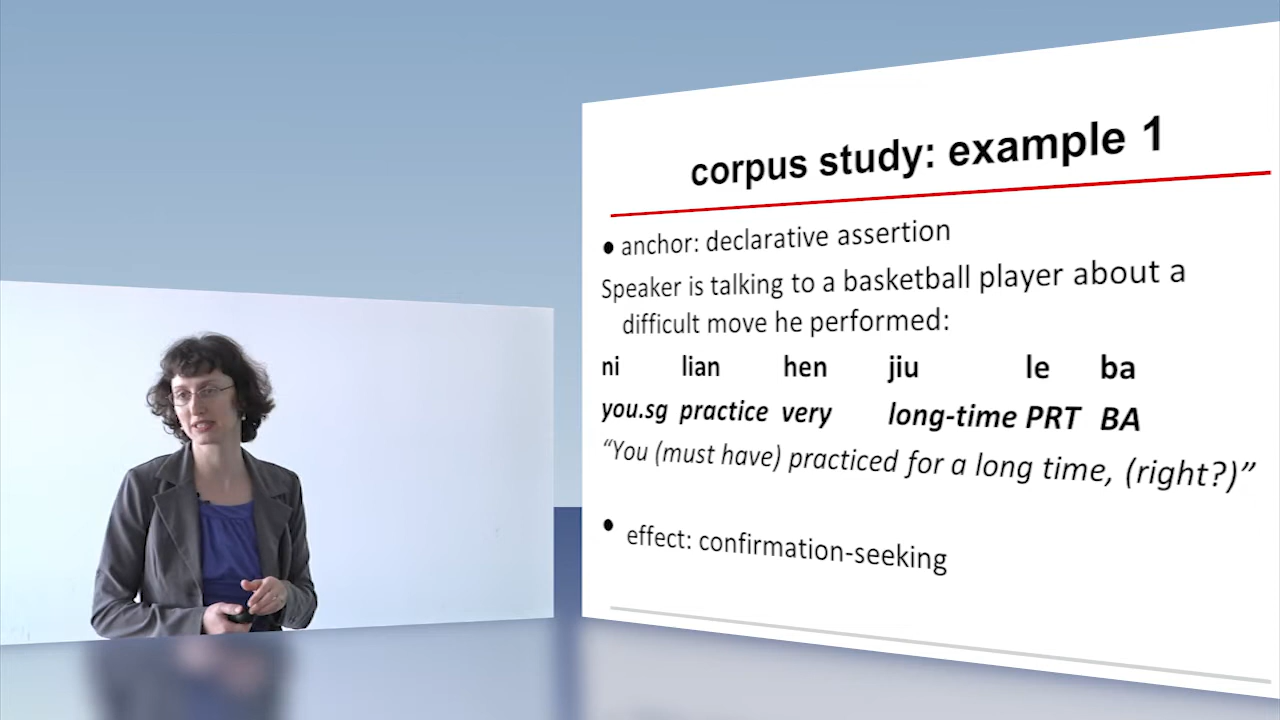 corpus study: example 1
● anchor: declarative assertion
Speaker is talking to a basketball player about a
difficult move he performed:
ni lian hen jiu le ba
you.sg practice very long-time PRT BA
“You (must have) practiced for a long time, (right?)”
● effect: confirmation-seeking